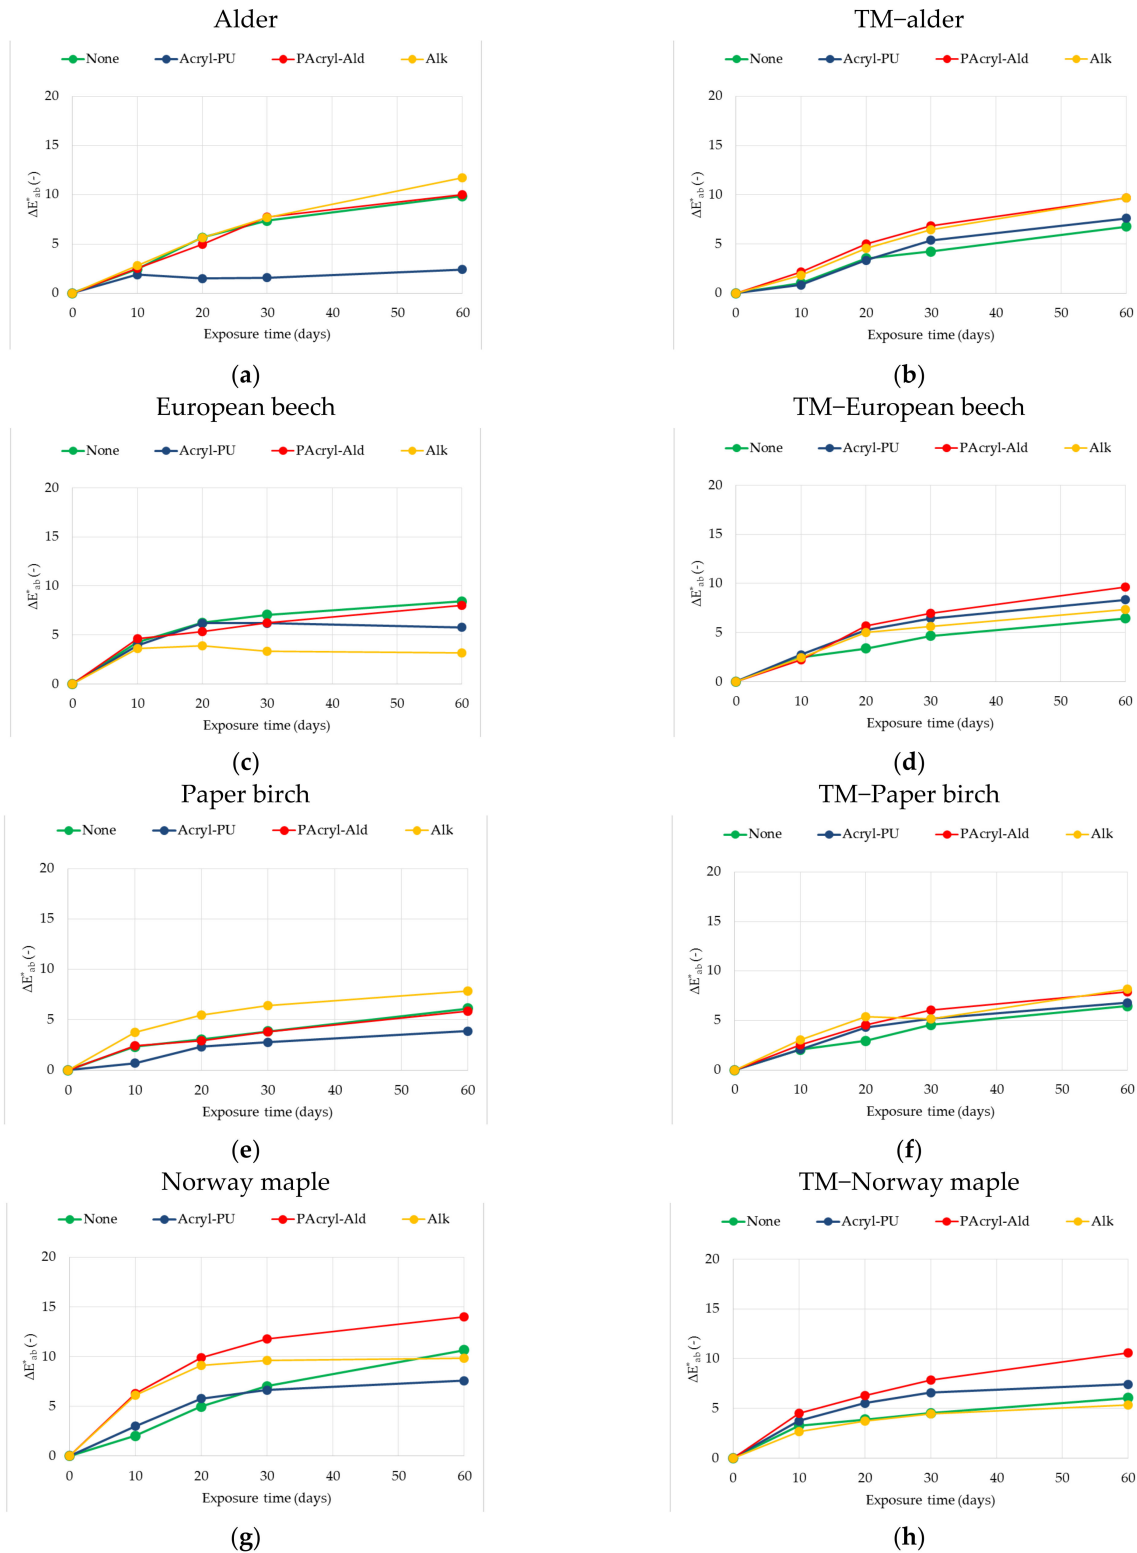 Alder
None Acryl-PU PAcryl-Ald Alk
20
15
10
5
0
ΔE*ab (-)
0 10 20 30 40 50 60
Exposure time (days)
(a)
TM−alder
None Acryl-PU PAcryl-Ald Alk
20
15
10
5
0
ΔE*ab (-)
0 10 20 30 40 50 60
Exposure time (days)
(b)
European beech
None Acryl-PU PAcryl-Ald Alk
20
15
10
5
0
ΔE*ab (-)
0 10 20 30 40 50 60
Exposure time (days)
(c)
TM−European beech
None Acryl-PU PAcryl-Ald Alk
20
15
10
5
0
ΔE*ab (-)
0 10 20 30 40 50 60
Exposure time (days)
(d)
Paper birch
None Acryl-PU PAcryl-Ald Alk
20
15
10
5
0
ΔE*ab (-)
0 10 20 30 40 50 60
Exposure time (days)
(e)
TM−Paper birch
None Acryl-PU PAcryl-Ald Alk
20
15
10
5
0
ΔE*ab (-)
0 10 20 30 40 50 60
Exposure time (days)
(f)
Norway maple
None Acryl-PU PAcryl-Ald Alk
20
15
10
5
0
ΔE*ab (-)
0 10 20 30 40 50 60
Exposure time (days)
(g)
TM−Norway maple
None Acryl-PU PAcryl-Ald Alk
20
15
10
5
0
ΔE*ab (-)
0 10 20 30 40 50 60
Exposure time (days)
(h)